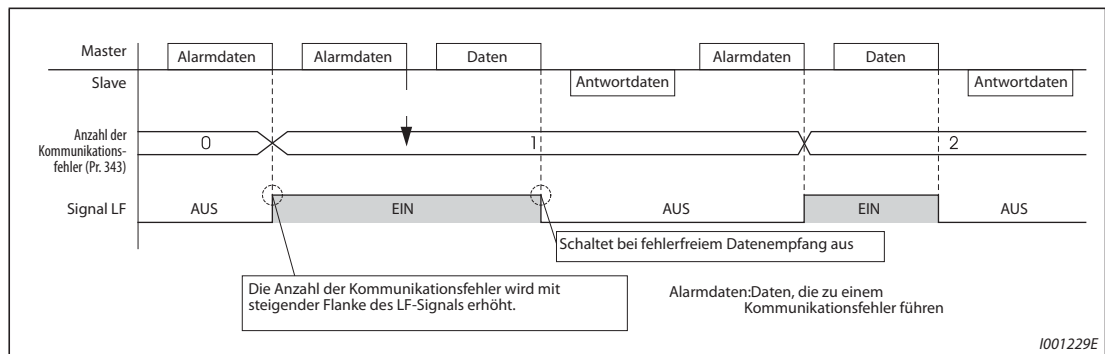 Master
Alarmdaten
Alarmdaten
Daten
Alarmdaten
Daten
Slave
Antwortdaten
Antwortdaten
Anzahl der
Kommunikations-
fehler (Pr. 343)
0
1
2
Signal LF
AUS
EIN
AUS
EIN
AUS
Schaltet bei fehlerfreiem Datenempfang aus
Die Anzahl der Kommunikationsfehler wird mit
steigender Flanke des LF-Signals erhöht.
Alarmdaten:Daten, die zu einem
Kommunikationsfehler führen
I001229E